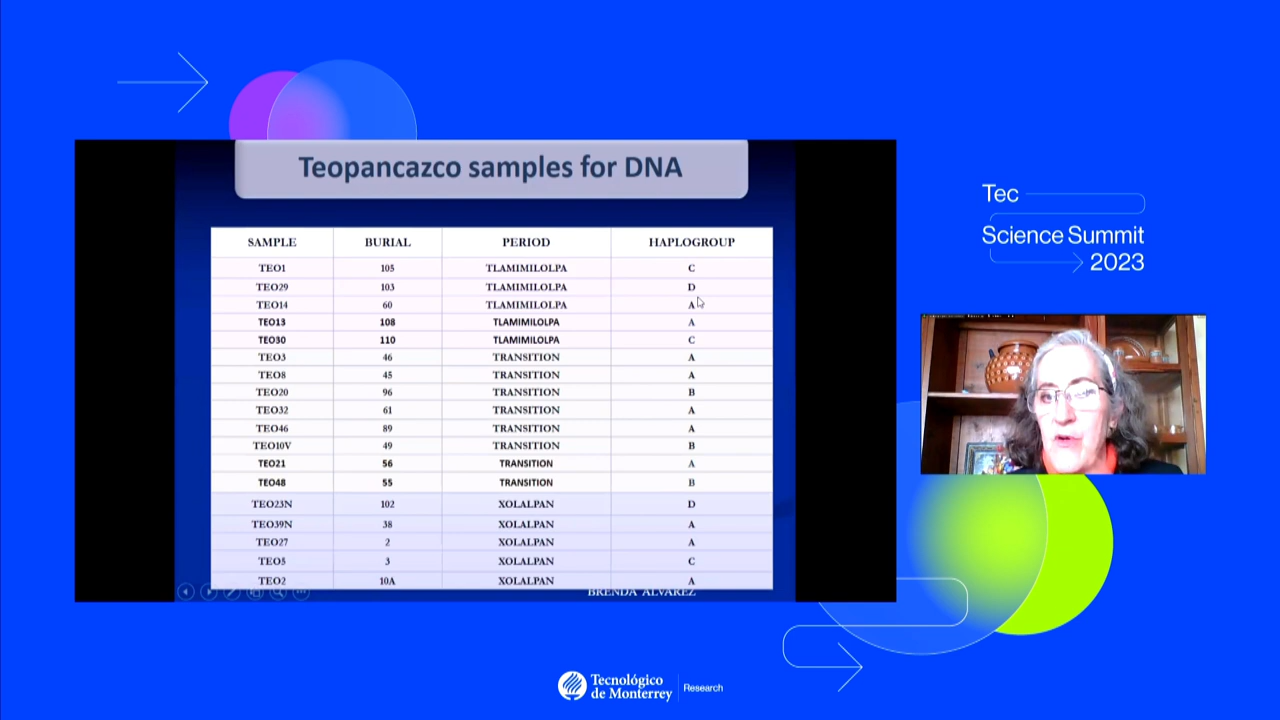 Teopancazco samples for DNA
SAMPLE BURIAL PERIOD HAPLOGROUP
TEO1 105 TLAMIMILOLPA C
TEO29 103 TLAMIMILOLPA D
TEO14 60 TLAMIMILOLPA A
TEO13 108 TLAMIMILOLPA A
TEO30 110 TLAMIMILOLPA C
TEO3 46 TRANSITION A
TEO8 45 TRANSITION A
TEO20 96 TRANSITION B
TEO32 61 TRANSITION A
TEO46 89 TRANSITION A
TEO10V 49 TRANSITION B
TEO21 56 TRANSITION A
TEO48 55 TRANSITION B
TEO23N 102 XOLALPAN D
TEO39N 38 XOLALPAN A
TEO27 2 XOLALPAN A
TEO5 3 XOLALPAN C
TEO2 10A XOLALPAN A
BRENDA ALVAREZ
Tec
Science Summit
2023
Tecnológico
de Monterrey
Research